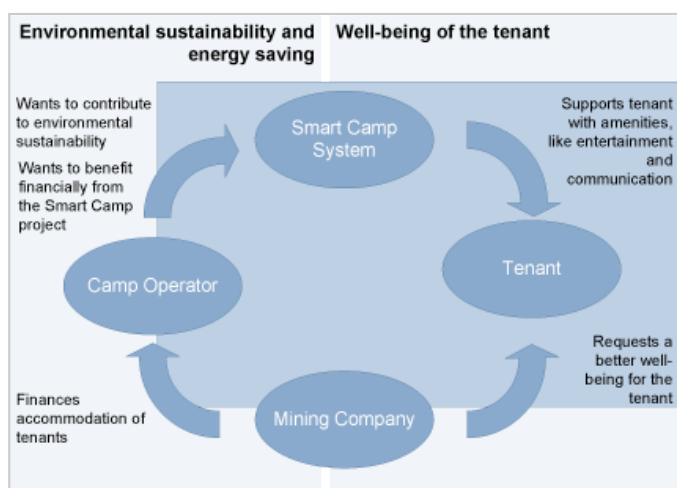 Environmental sustainability and
energy saving
Well-being of the tenant
Wants to contribute
to environmental
sustainability
Wants to benefit
financially from
the Smart Camp
project
Smart Camp
System
Supports tenant
with amenities,
like entertainment
and
communication
Camp Operator
Tenant
Finances
accommodation of
tenants
Mining Company
Requests a
better well-
being for the
tenant